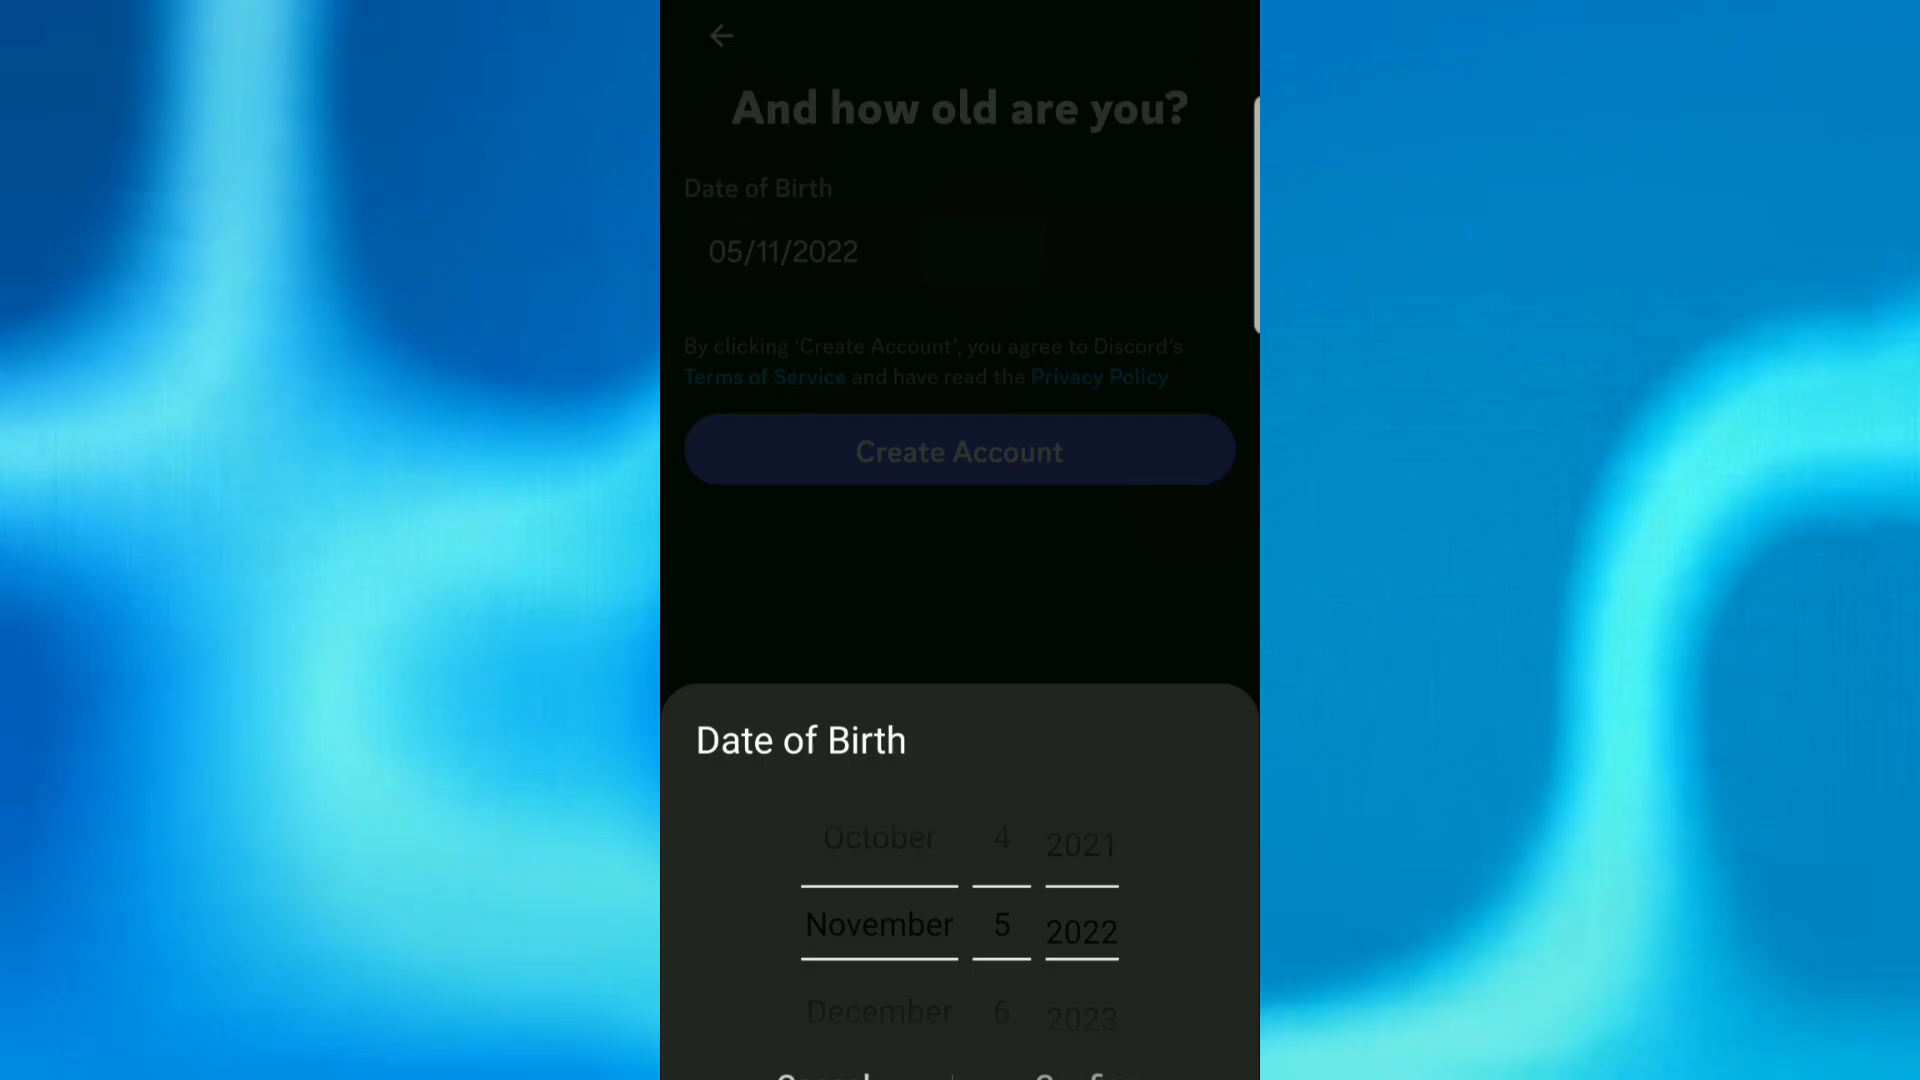 And how old are you?
Date of Birth
05/11/2022
By clicking ‘Create Account’, you agree to Discord’s
Terms of Service and have read the Privacy Policy
Create Account
Date of Birth
October 4 2021
November 5 2022
December 6 2023